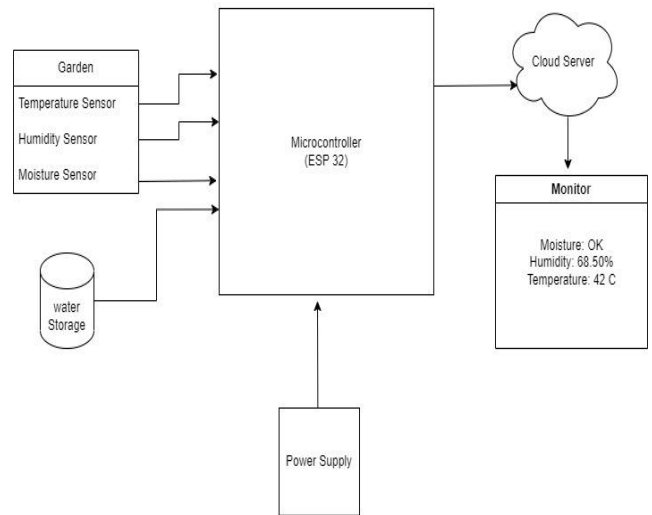 Garden
Temperature Sensor
Humidity Sensor
Moisture Sensor
water
Storage
Microcontroller
(ESP 32)
Power Supply
Cloud Server
Monitor
Moisture: OK
Humidity: 68.50%
Temperature: 42 C